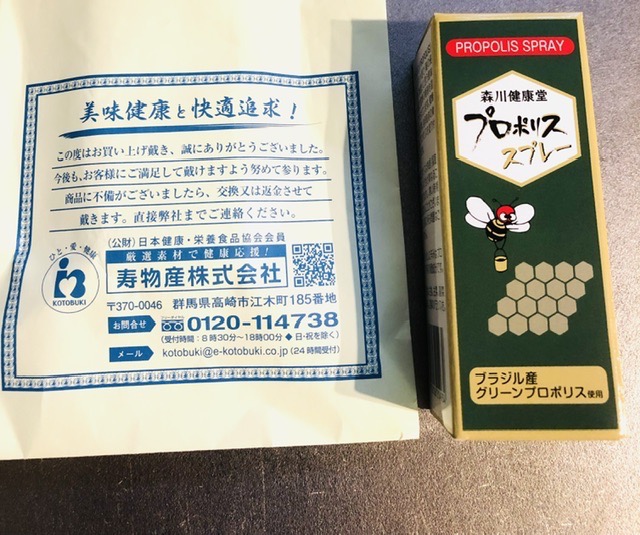 美味健康と快適追求！
この度はお買い上げ戴き、誠にありがとうございました。
今後も、お客様にご満足して戴けますよう努めて参ります。
商品に不備がございましたら、交換又は返金させて
戴きます。直接弊社までご連絡ください。
ひと・愛・健康
KOTOBUKI
(公財)日本健康・栄養食品協会会員
厳選素材で健康応援！
寿物産株式会社
〒370-0046 群馬県高崎市江木町185番地
お問合せ 0120-114738
(受付時間：8時30分〜18時00分 ◆ 日・祝を除く)
メール kotobuki@e-kotobuki.co.jp (24時間受付)
PROPOLIS SPRAY
森川健康堂
プロポリス
スプレー
ブラジル産
グリーンプロポリス使用